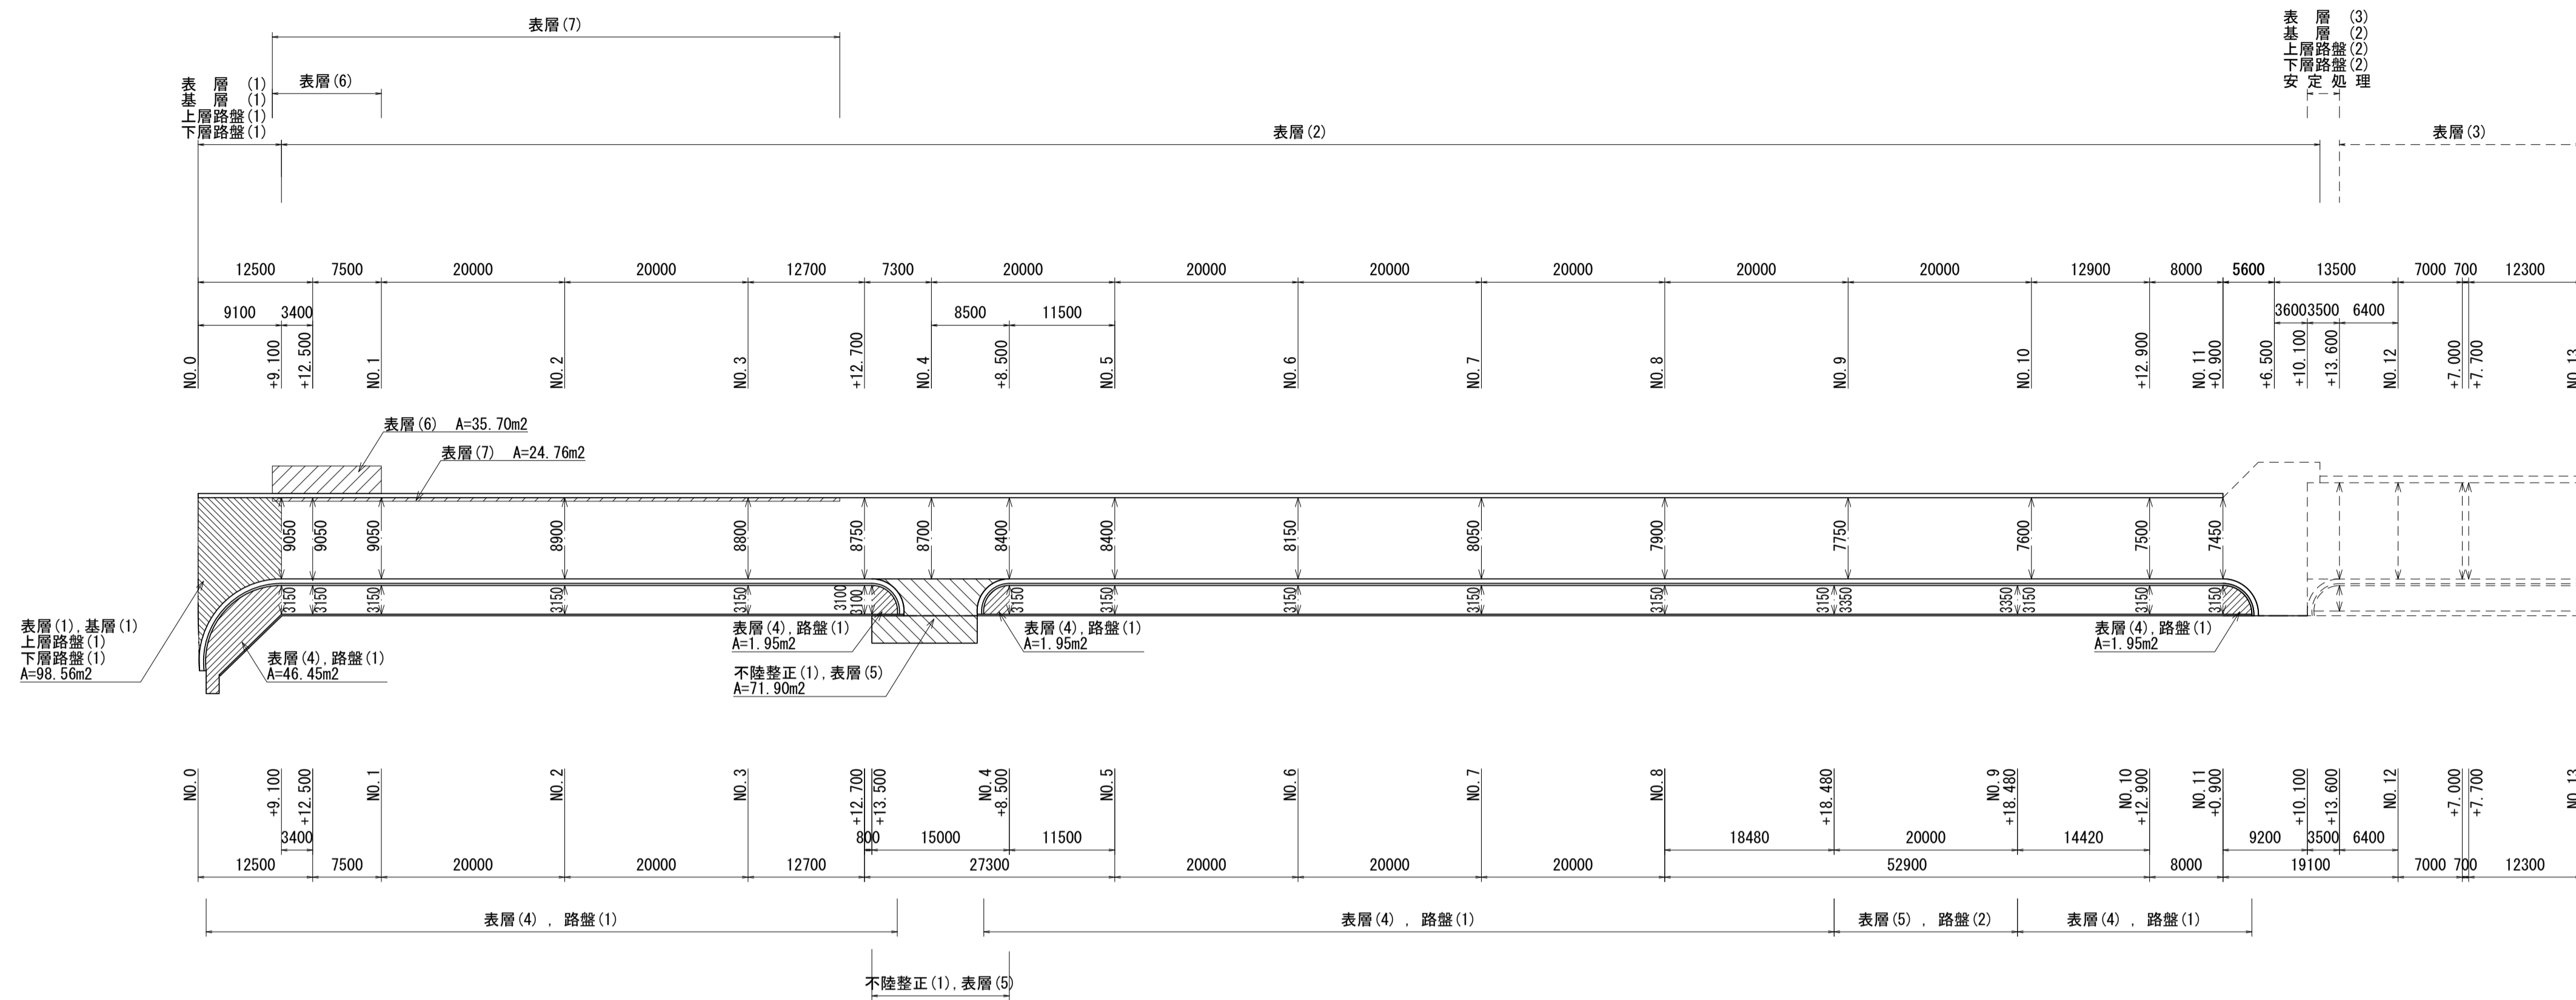 表層(7)
表層(6)
表　層　(1)
基　層　(1)
上層路盤(1)
下層路盤(1)
表層(2)
表　層　(3)
基　層　(2)
上層路盤(2)
下層路盤(2)
安 定 処 理
表層(3)
12500 7500 20000 20000 12700 7300 20000 20000 20000 20000 20000 20000 12900 8000 5600 13500 7000 700 12300
9100 3400 8500 11500 3600 3500 6400
NO.0
+9.100
+12.500
NO.1
NO.2
NO.3
+12.700
NO.4
+8.500
NO.5
NO.6
NO.7
NO.8
NO.9
NO.10
+12.900
NO.11
+0.900
+6.500
+10.100
+13.600
NO.12
+7.000
+7.700
NO.13
表層(6)　A=35.70m2
表層(7)　A=24.76m2
9050 9050 9050 8900 8800 8750 8700 8400 8400 8150 8050 7900 7750 7600 7500 7450
3150 3150 3150 3150 3150 3100 3100 3150 3150 3150 3150 3150 3150 3350 3350 3150 3150 3150
表層(1),基層(1)
上層路盤(1)
下層路盤(1)
A=98.56m2
表層(4),路盤(1)
A=46.45m2
表層(4),路盤(1)
A=1.95m2
不陸整正(1),表層(5)
A=71.90m2
表層(4),路盤(1)
A=1.95m2
表層(4),路盤(1)
A=1.95m2
NO.0
+9.100
+12.500
NO.1
NO.2
NO.3
+12.700
+13.500
NO.4
+8.500
NO.5
NO.6
NO.7
NO.8
+18.480
NO.9
+18.480
NO.10
+12.900
NO.11
+0.900
+10.100
+13.600
NO.12
+7.000
+7.700
NO.13
3400 800 15000 11500 18480 20000 14420 9200 3500 6400
12500 7500 20000 20000 12700 27300 20000 20000 20000 52900 8000 19100 7000 700 12300
表層(4) , 路盤(1)
表層(4) , 路盤(1)
表層(5) , 路盤(2)
表層(4) , 路盤(1)
不陸整正(1),表層(5)